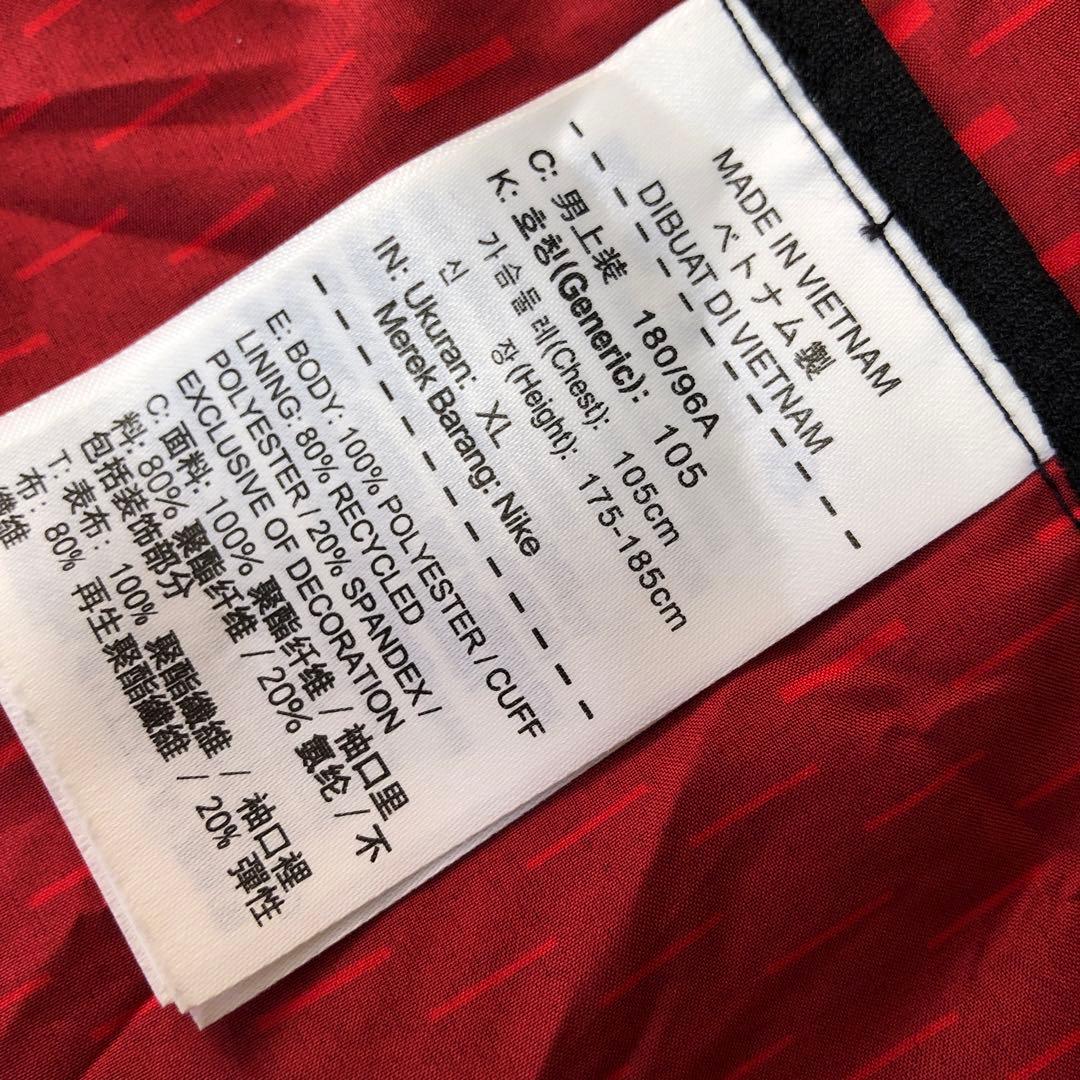 MADE IN VIETNAM
ベトナム製
DIBUAT DI VIETNAM
C: 男上装 180/96A
K: 호칭(Generic): 105
가슴둘레(Chest): 105cm
신 장(Height): 175-185cm
IN: Ukuran: XL
Merek Barang: Nike
E: BODY: 100% POLYESTER / CUFF
LINING: 80% RECYCLED
POLYESTER / 20% SPANDEX /
EXCLUSIVE OF DECORATION
C: 面料: 100% 聚酯纤维 / 袖口里
料: 80% 聚酯纤维 / 20% 氨纶 / 不
包括装饰部分
T: 表布: 100% 聚酯纖維 / 袖口裡
布: 80% 再生聚酯纖維 / 20% 彈性
纖維